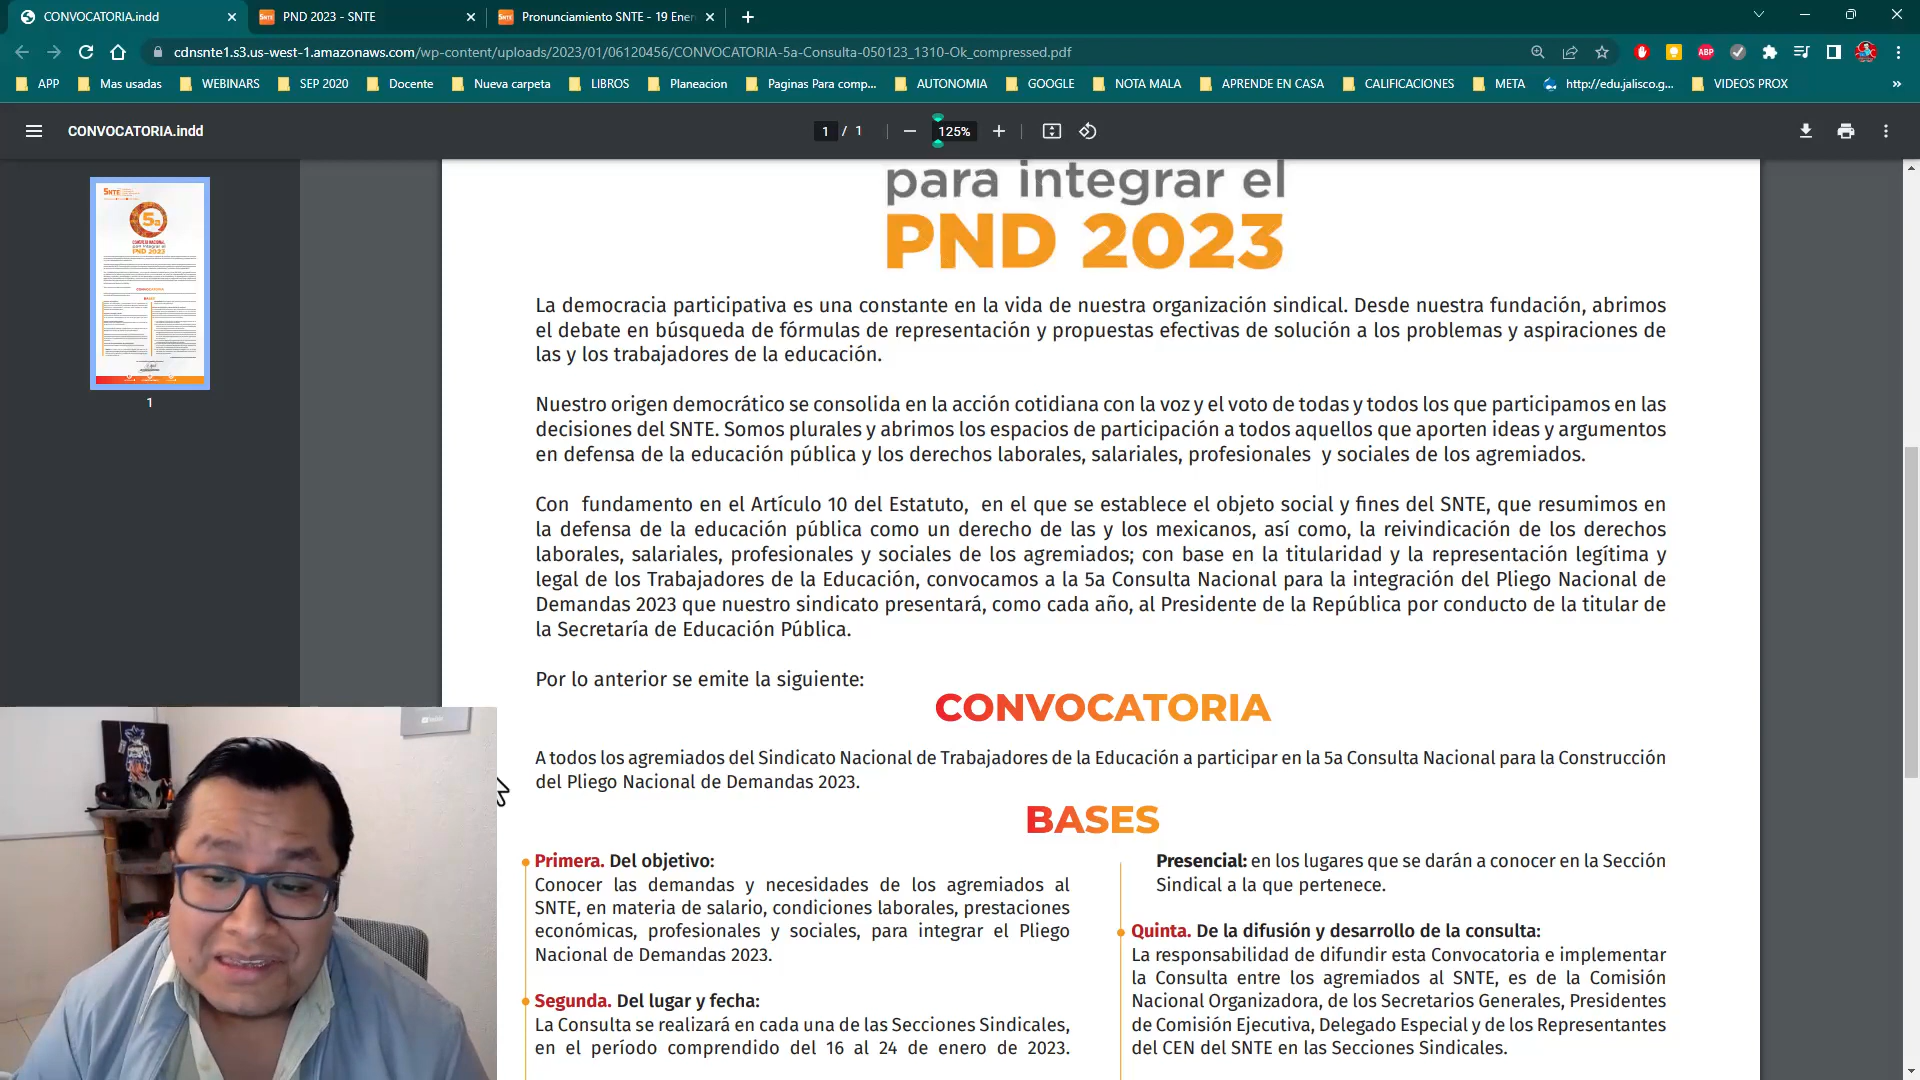 CONVOCATORIA.indd
PND 2023 - SNTE
Pronunciamiento SNTE - 19 Ener
cdnsnte1.s3.us-west-1.amazonaws.com/wp-content/uploads/2023/01/06120456/CONVOCATORIA-5a-Consulta-050123_1310-Ok_compressed.pdf
ABP
APP
Mas usadas
WEBINARS
SEP 2020
Docente
Nueva carpeta
LIBROS
Planeacion
Paginas Para comp...
AUTONOMIA
GOOGLE
NOTA MALA
APRENDE EN CASA
CALIFICACIONES
META
http://edu.jalisco.g...
VIDEOS PROX
CONVOCATORIA.indd
1 / 1
125%
1
para integrar el
PND 2023
La democracia participativa es una constante en la vida de nuestra organización sindical. Desde nuestra fundación, abrimos
el debate en búsqueda de fórmulas de representación y propuestas efectivas de solución a los problemas y aspiraciones de
las y los trabajadores de la educación.
Nuestro origen democrático se consolida en la acción cotidiana con la voz y el voto de todas y todos los que participamos en las
decisiones del SNTE. Somos plurales y abrimos los espacios de participación a todos aquellos que aporten ideas y argumentos
en defensa de la educación pública y los derechos laborales, salariales, profesionales y sociales de los agremiados.
Con fundamento en el Artículo 10 del Estatuto, en el que se establece el objeto social y fines del SNTE, que resumimos en
la defensa de la educación pública como un derecho de las y los mexicanos, así como, la reivindicación de los derechos
laborales, salariales, profesionales y sociales de los agremiados; con base en la titularidad y la representación legítima y
legal de los Trabajadores de la Educación, convocamos a la 5a Consulta Nacional para la integración del Pliego Nacional de
Demandas 2023 que nuestro sindicato presentará, como cada año, al Presidente de la República por conducto de la titular de
la Secretaría de Educación Pública.
Por lo anterior se emite la siguiente:
CONVOCATORIA
A todos los agremiados del Sindicato Nacional de Trabajadores de la Educación a participar en la 5a Consulta Nacional para la Construcción
del Pliego Nacional de Demandas 2023.
BASES
Primera. Del objetivo:
Conocer las demandas y necesidades de los agremiados al
SNTE, en materia de salario, condiciones laborales, prestaciones
económicas, profesionales y sociales, para integrar el Pliego
Nacional de Demandas 2023.
Segunda. Del lugar y fecha:
La Consulta se realizará en cada una de las Secciones Sindicales,
en el período comprendido del 16 al 24 de enero de 2023.
Presencial: en los lugares que se darán a conocer en la Sección
Sindical a la que pertenece.
Quinta. De la difusión y desarrollo de la consulta:
La responsabilidad de difundir esta Convocatoria e implementar
la Consulta entre los agremiados al SNTE, es de la Comisión
Nacional Organizadora, de los Secretarios Generales, Presidentes
de Comisión Ejecutiva, Delegado Especial y de los Representantes
del CEN del SNTE en las Secciones Sindicales.